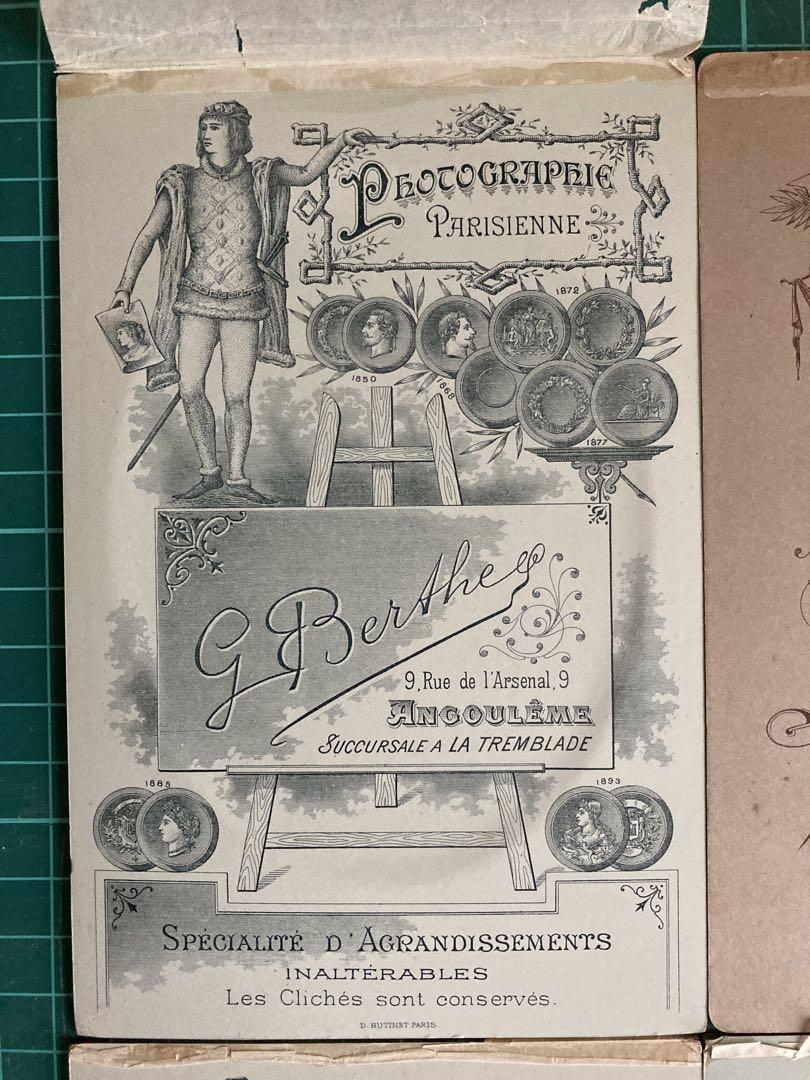 PHOTOGRAPHIE
PARISIENNE
1872
1850
1868
1877
G Berthe
9, Rue de l'Arsenal, 9
ANGOULÊME
SUCCURSALE A LA TREMBLADE
1885
1893
SPÉCIALITÉ D'AGRANDISSEMENTS
INALTÉRABLES
Les Clichés sont conservés.
D. HUTINET PARIS.